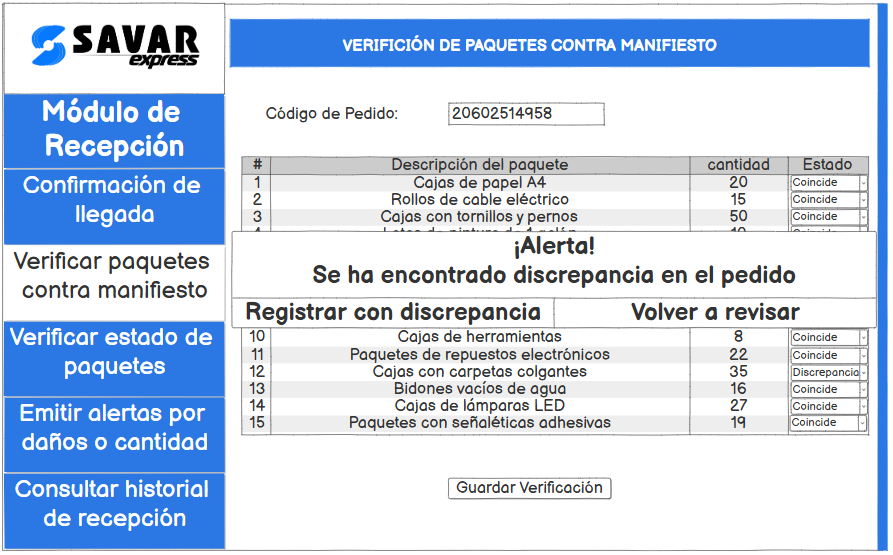 SAVAR
express
VERIFICIÓN DE PAQUETES CONTRA MANIFIESTO
Módulo de
Recepción
Confirmación de
llegada
Verificar paquetes
contra manifiesto
Verificar estado de
paquetes
Emitir alertas por
daños o cantidad
Consultar historial
de recepción
Código de Pedido: 20602514958
# Descripción del paquete cantidad Estado
1 Cajas de papel A4 20 Coincide
2 Rollos de cable eléctrico 15 Coincide
3 Cajas con tornillos y pernos 50 Coincide
¡Alerta!
Se ha encontrado discrepancia en el pedido
Registrar con discrepancia Volver a revisar
10 Cajas de herramientas 8 Coincide
11 Paquetes de repuestos electrónicos 22 Coincide
12 Cajas con carpetas colgantes 35 Discrepancia
13 Bidones vacíos de agua 16 Coincide
14 Cajas de lámparas LED 27 Coincide
15 Paquetes con señaléticas adhesivas 19 Coincide
Guardar Verificación